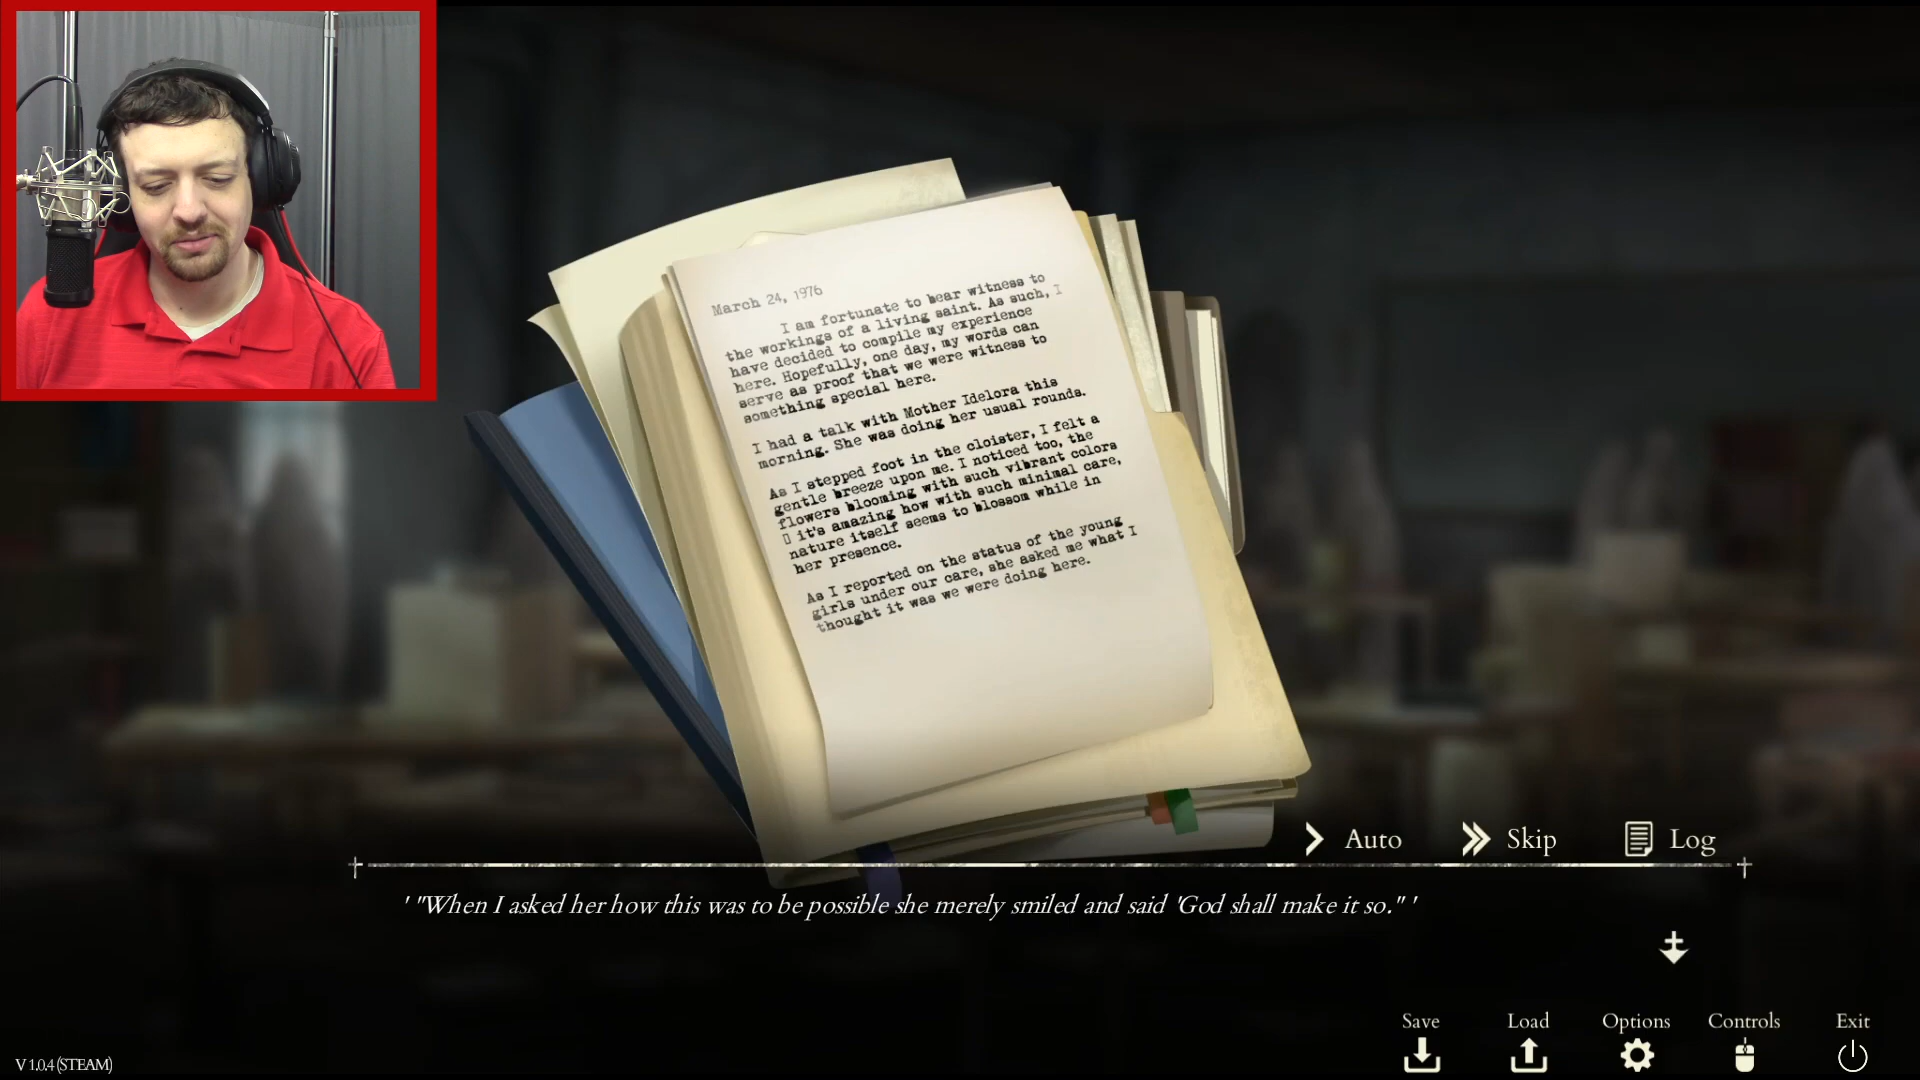 March 24, 1976
I am fortunate to bear witness to
the workings of a living saint. As such, I
have decided to compile my experience
here. Hopefully, one day, my words can
serve as proof that we were witness to
something special here.
I had a talk with Mother Idelora this
morning. She was doing her usual rounds.
As I stepped foot in the cloister, I felt a
gentle breeze upon me. I noticed too, the
flowers blooming with such vibrant colors
▯ it's amazing how with such minimal care,
nature itself seems to blossom while in
her presence.
As I reported on the status of the young
girls under our care, she asked me what I
thought it was we were doing here.
Auto
Skip
Log
' "When I asked her how this was to be possible she merely smiled and said 'God shall make it so." '
Save
Load
Options
Controls
Exit
V 1.0.4 (STEAM)